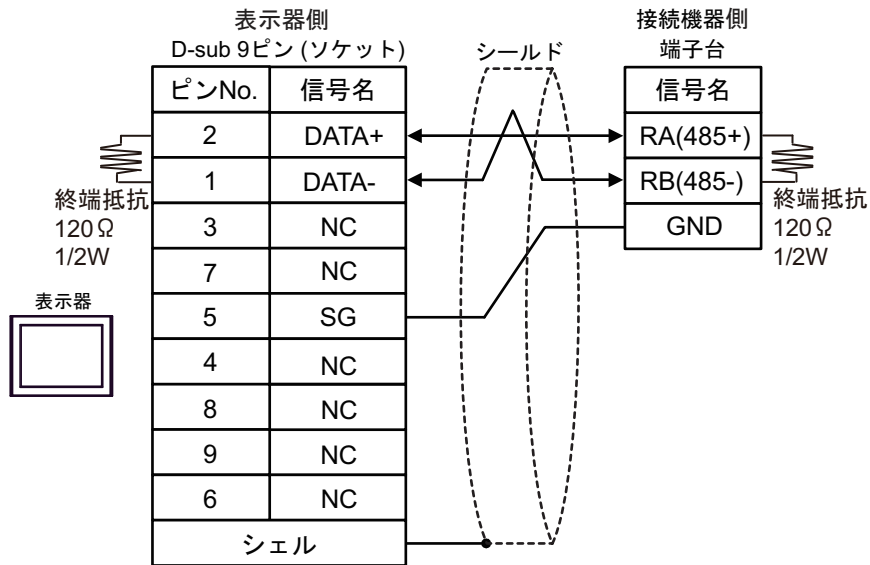 表示器側
D-sub 9ピン (ソケット)
シールド
接続機器側
端子台
ピンNo. 信号名
信号名
2 DATA+
RA(485+)
1 DATA-
RB(485-)
3 NC
GND
7 NC
5 SG
4 NC
8 NC
9 NC
6 NC
シェル
終端抵抗
120Ω
1/2W
終端抵抗
120Ω
1/2W
表示器